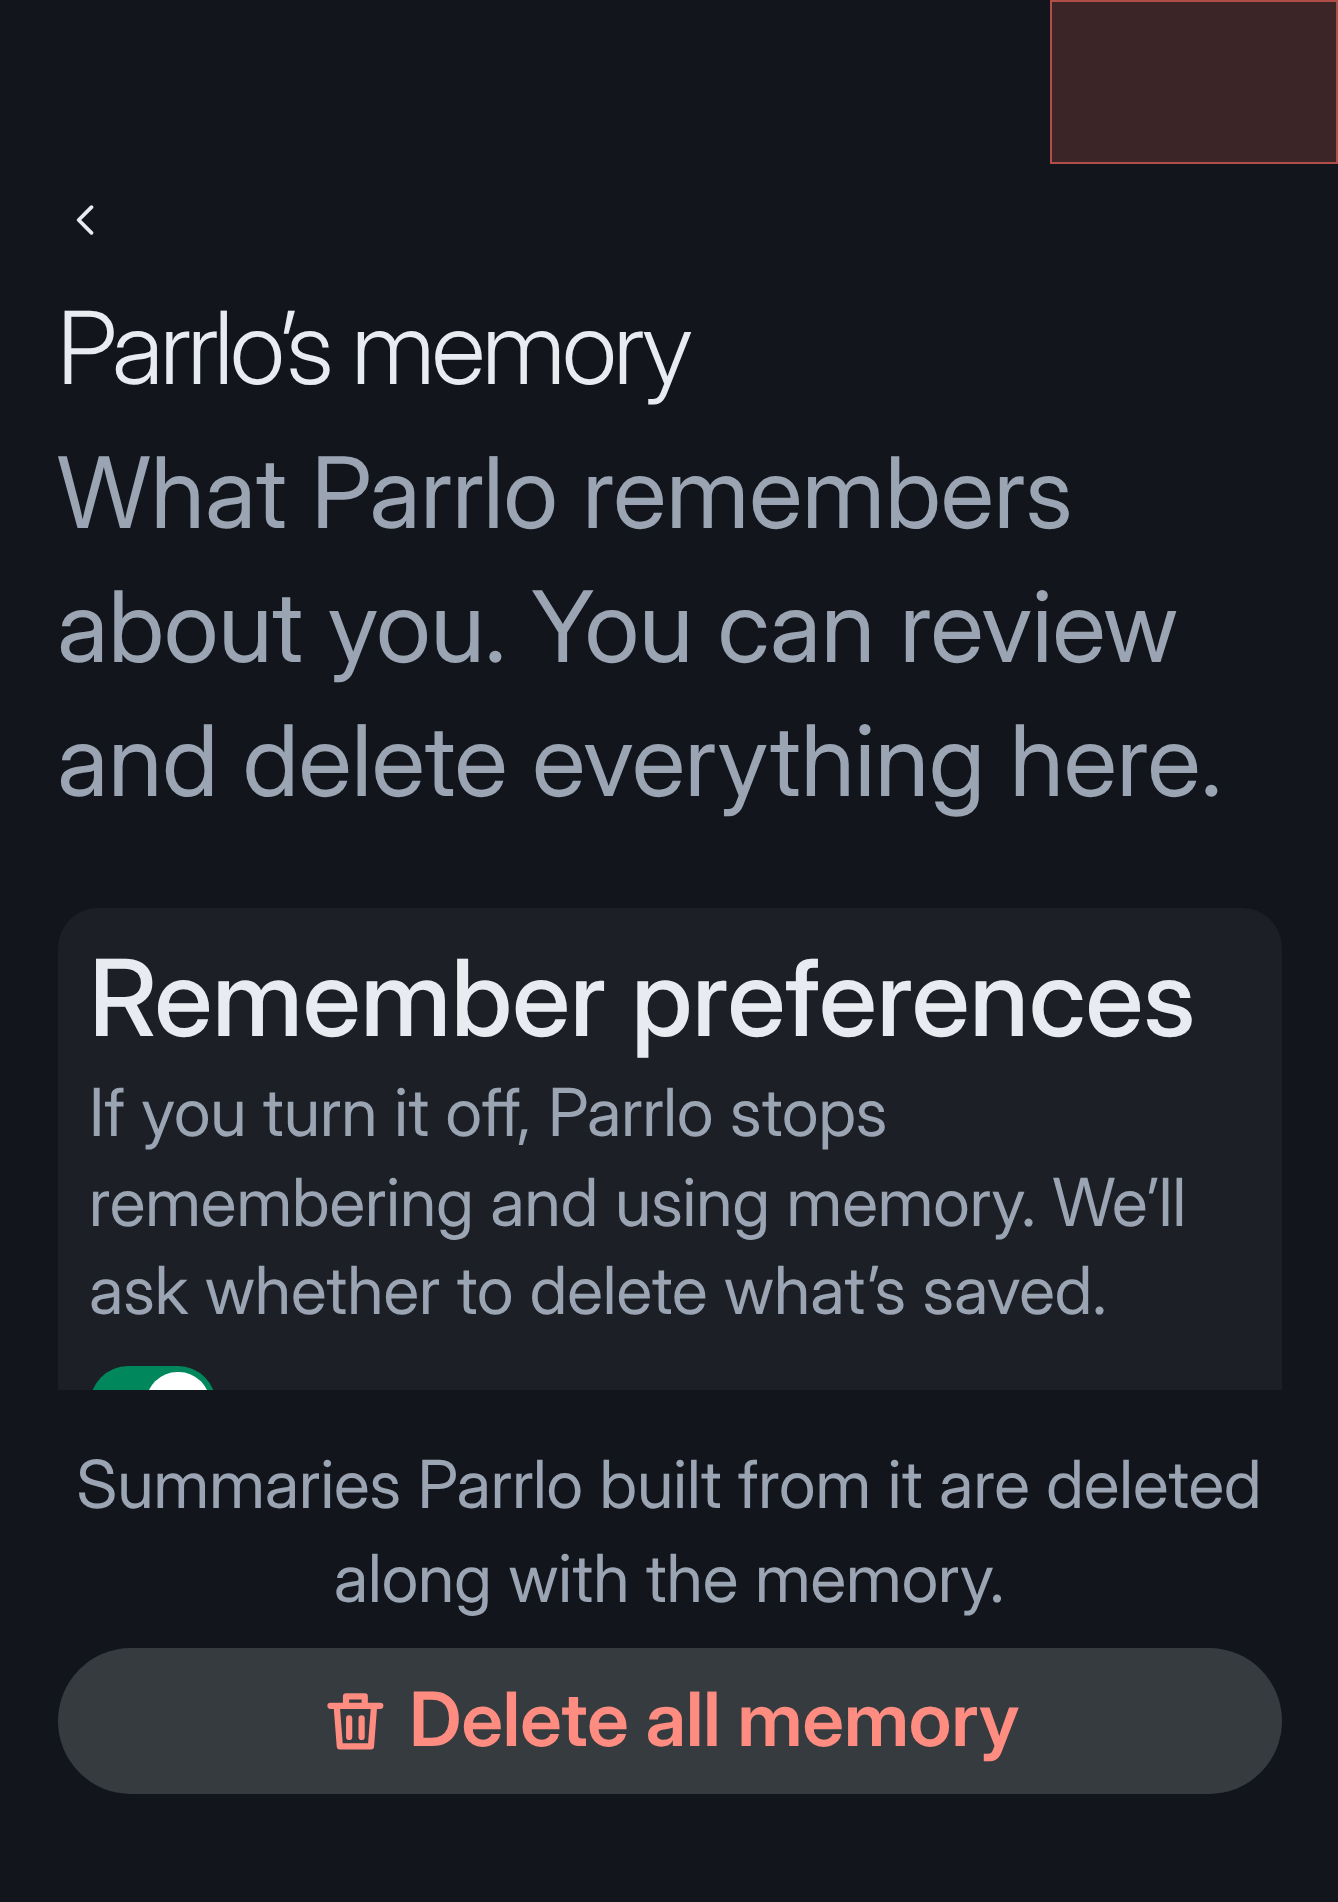 Parrlo’s memory
What Parrlo remembers
about you. You can review
and delete everything here.
Remember preferences
If you turn it off, Parrlo stops
remembering and using memory. We’ll
ask whether to delete what’s saved.
Summaries Parrlo built from it are deleted
along with the memory.
Delete all memory